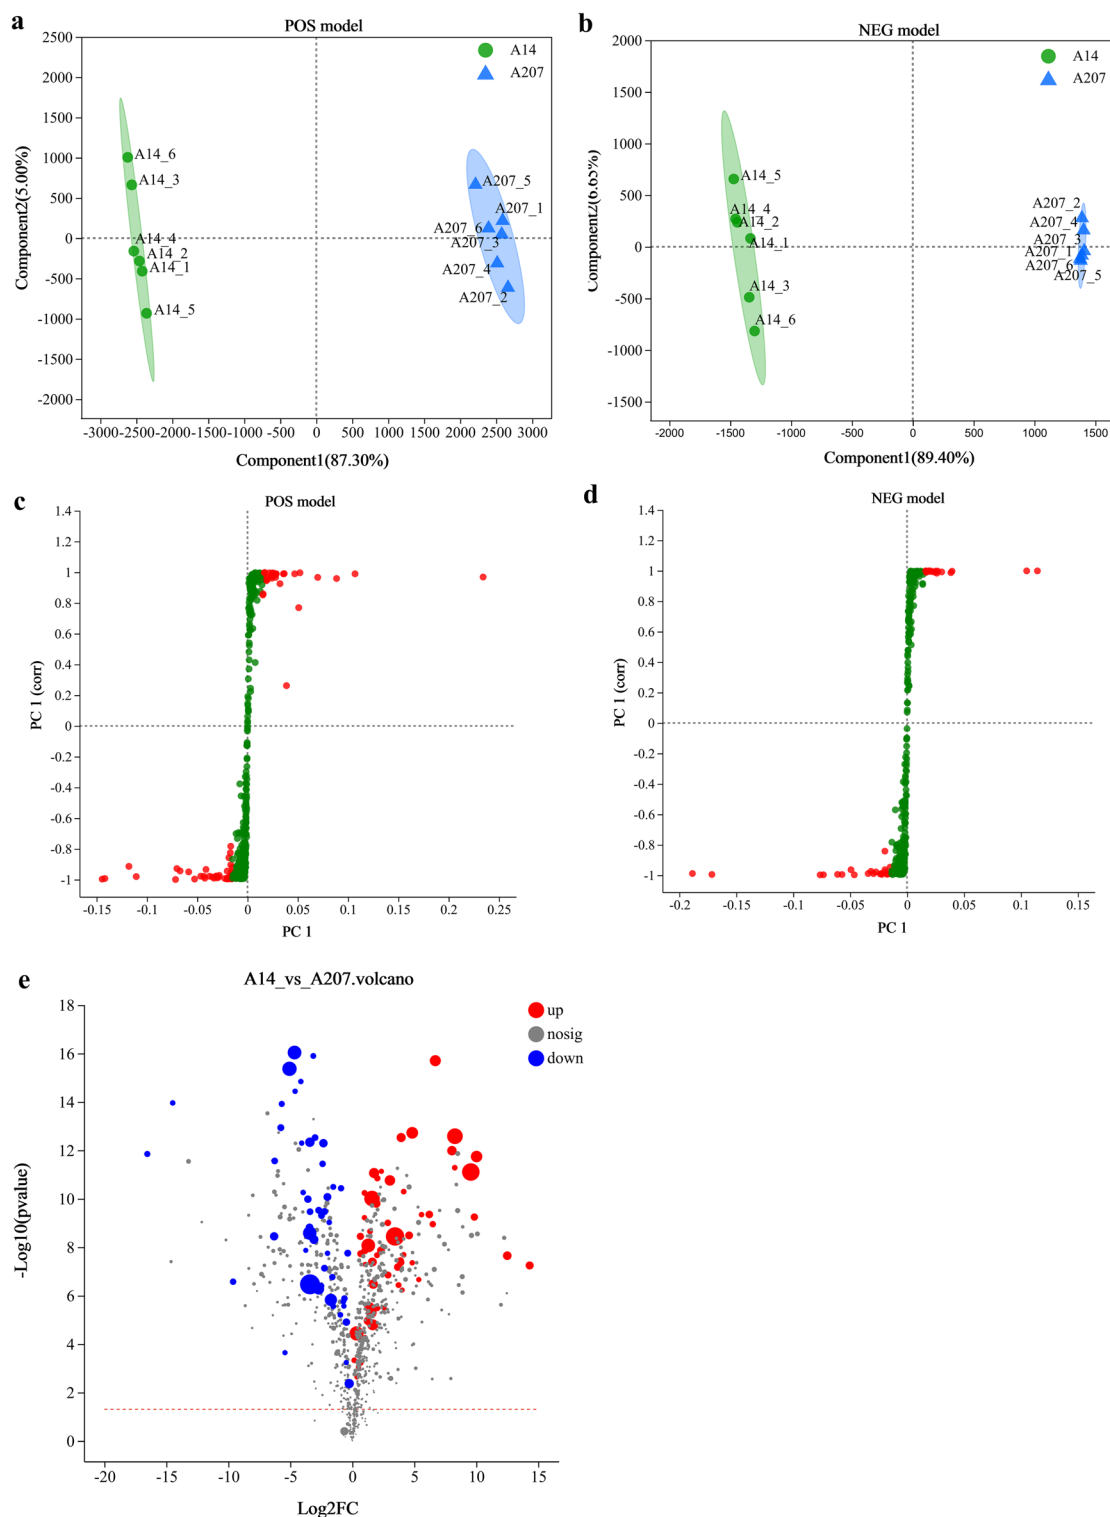 a
POS model
A14
A207
2500
2000
1500
1000
500
0
-500
-1000
-1500
-2000
Component2(5.00%)
A14_6
A14_3
A14_4
A14_2
A14_1
A14_5
A207_5
A207_1
A207_6
A207_3
A207_4
A207_2
-3000 -2500 -2000 -1500 -1000 -500 0 500 1000 1500 2000 2500 3000
Component1(87.30%)
b
NEG model
A14
A207
2000
1500
1000
500
0
-500
-1000
-1500
Component2(6.65%)
A14_5
A14_4
A14_2
A14_1
A14_3
A14_6
A207_2
A207_4
A207_3
A207_1
A207_6
A207_5
-2000 -1500 -1000 -500 0 500 1000 1500
Component1(89.40%)
c
POS model
1.4
1.2
1
0.8
0.6
0.4
0.2
0
-0.2
-0.4
-0.6
-0.8
-1
PC 1 (corr)
-0.15 -0.1 -0.05 0 0.05 0.1 0.15 0.2 0.25
PC 1
d
NEG model
1.4
1.2
1
0.8
0.6
0.4
0.2
0
-0.2
-0.4
-0.6
-0.8
-1
PC 1 (corr)
-0.2 -0.15 -0.1 -0.05 0 0.05 0.1 0.15
PC 1
e
A14_vs_A207.volcano
up
nosig
down
18
16
14
12
10
8
6
4
2
0
-Log10(pvalue)
-20 -15 -10 -5 0 5 10 15
Log2FC